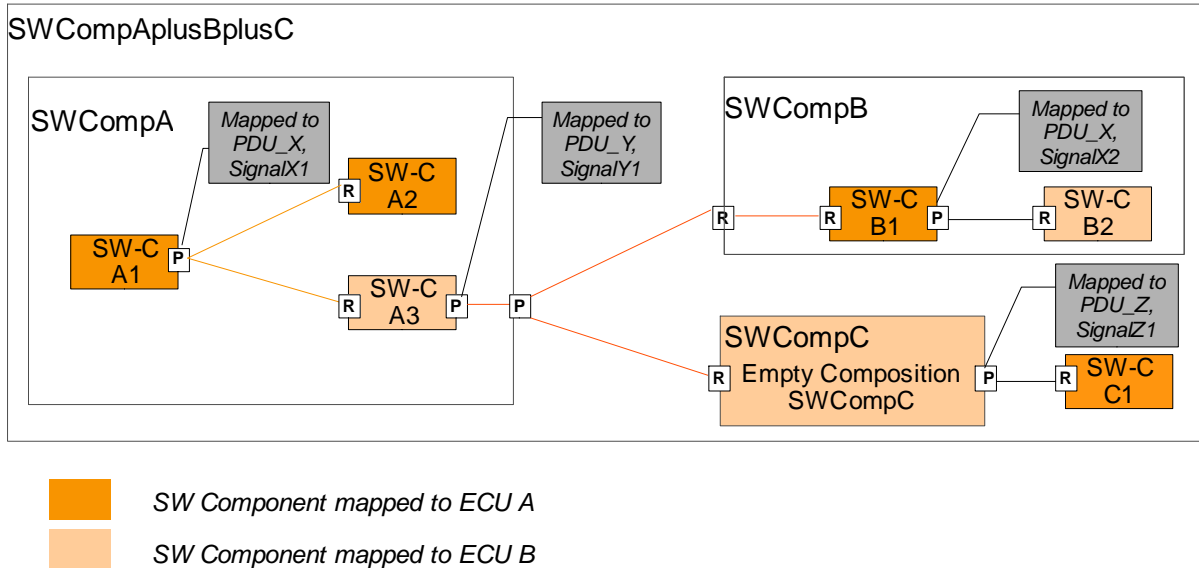 SWCompAplusBplusC
SWCompA
Mapped to
PDU_X,
SignalX1
SW-C
A1
P
R
SW-C
A2
R
SW-C
A3
P
P
Mapped to
PDU_Y,
SignalY1
SWCompB
R
R
SW-C
B1
P
Mapped to
PDU_X,
SignalX2
R
SW-C
B2
SWCompC
R
Empty Composition
SWCompC
P
Mapped to
PDU_Z,
SignalZ1
R
SW-C
C1
SW Component mapped to ECU A
SW Component mapped to ECU B